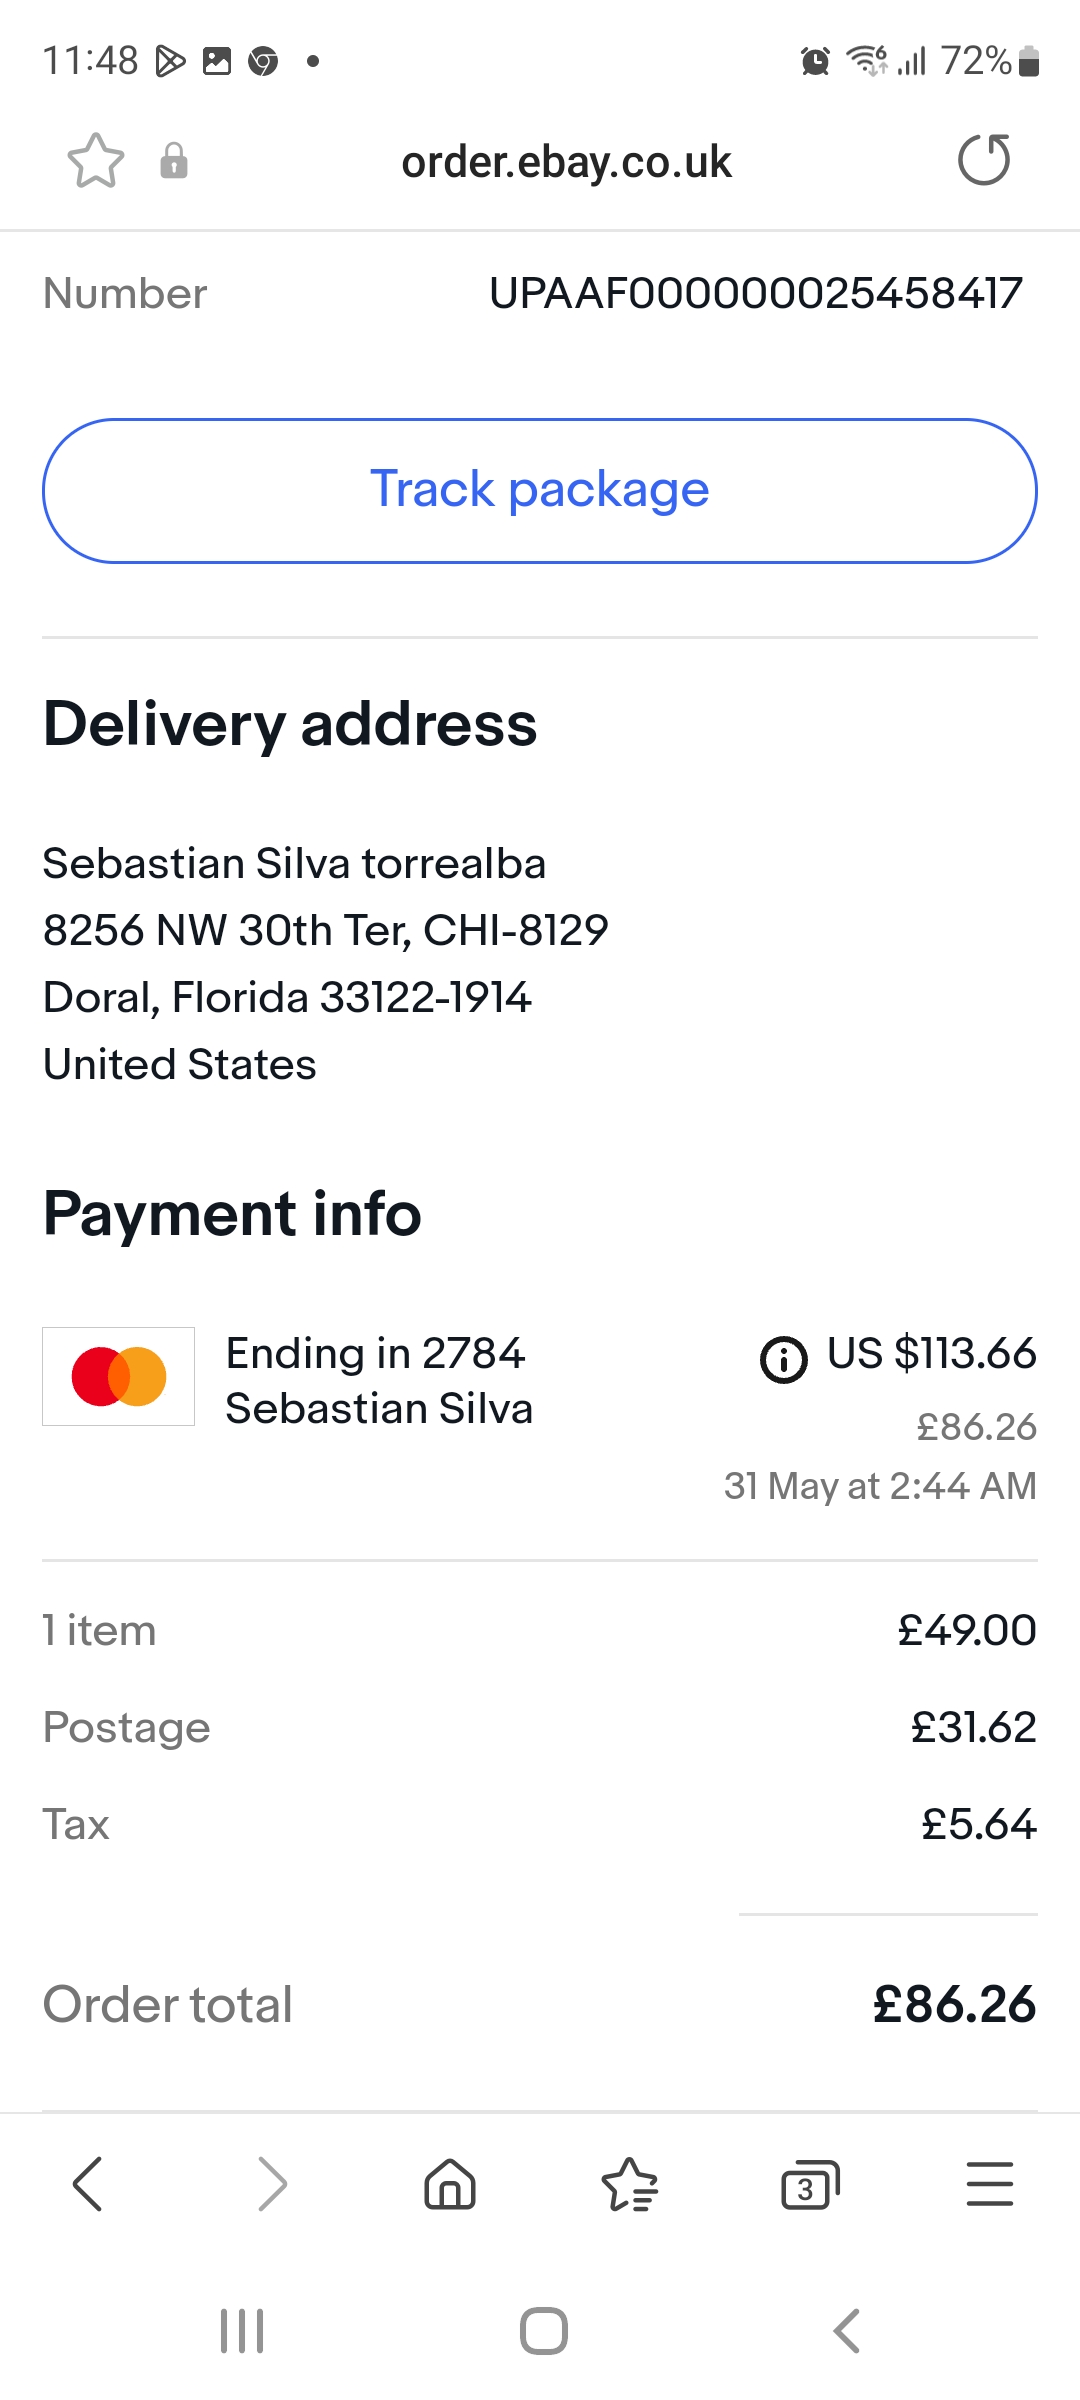 11:48
6
72%
order.ebay.co.uk
Number UPAAF000000025458417
Track package
Delivery address
Sebastian Silva torrealba
8256 NW 30th Ter, CHI-8129
Doral, Florida 33122-1914
United States
Payment info
Ending in 2784 US $113.66
Sebastian Silva £86.26
31 May at 2:44 AM
1 item £49.00
Postage £31.62
Tax £5.64
Order total £86.26
3